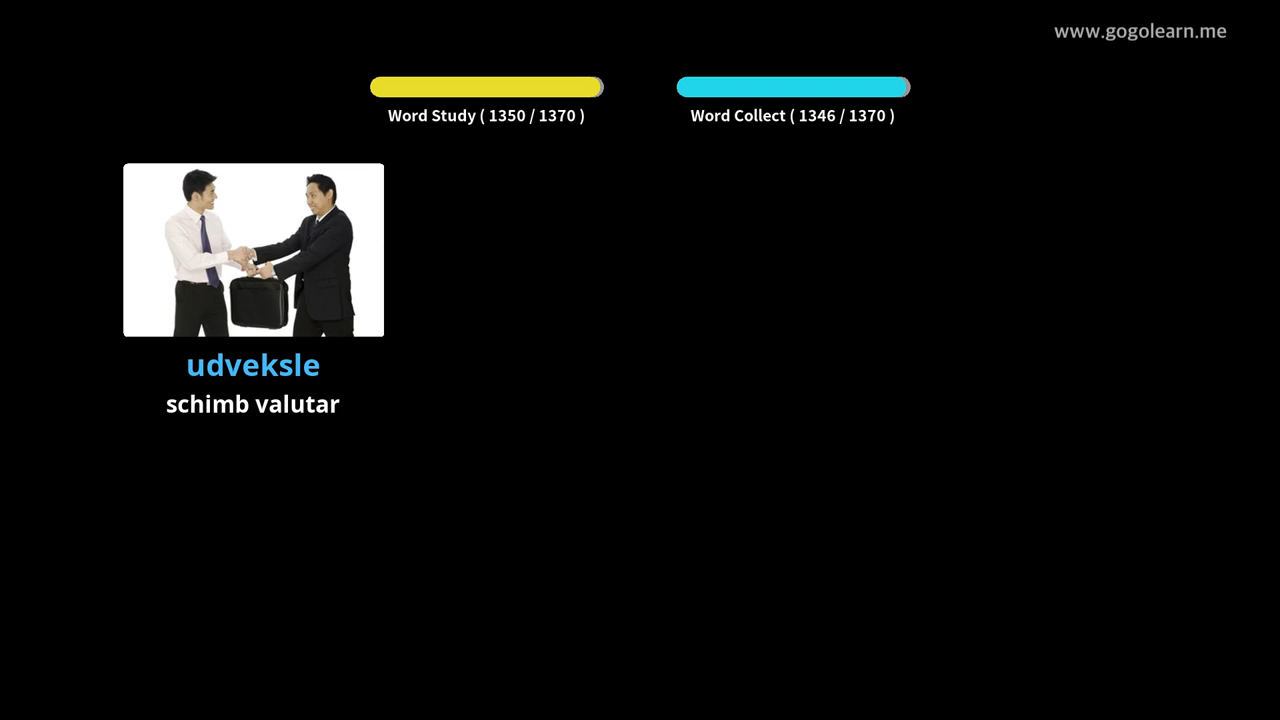 www.gogolearn.me
Word Study ( 1350 / 1370 )
Word Collect ( 1346 / 1370 )
udveksle
schimb valutar